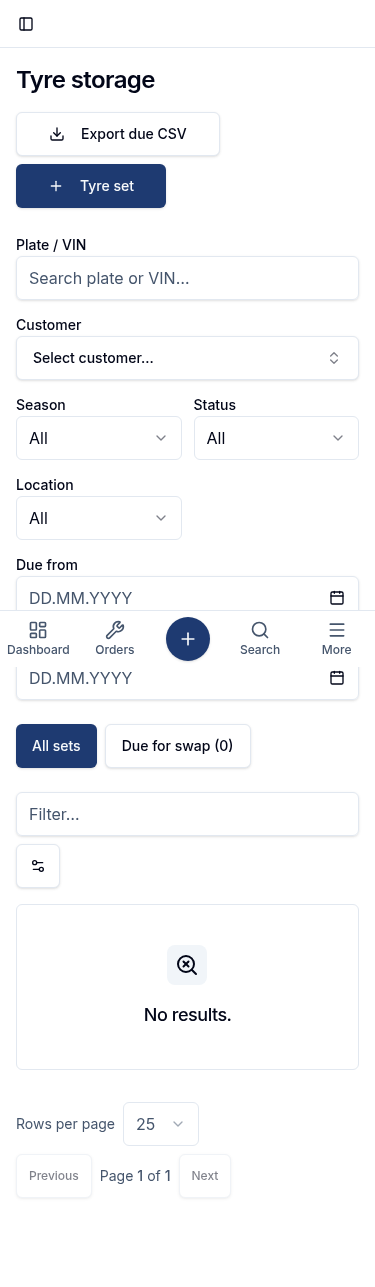 Tyre storage
Export due CSV
Tyre set
Plate / VIN
Search plate or VIN...
Customer
Select customer...
Season Status
All All
Location
All
Due from
DD.MM.YYYY
Dashboard Orders Search More
DD.MM.YYYY
All sets Due for swap (0)
Filter...
No results.
Rows per page 25
Previous Page 1 of 1 Next